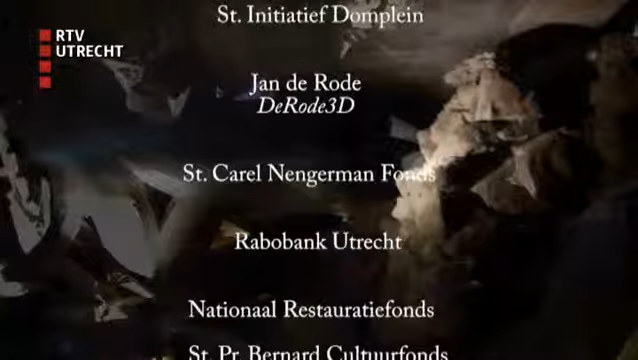 RTV
UTRECHT
St. Initiatief Domplein
Jan de Rode
DeRode3D
St. Carel Nengerman Fonds
Rabobank Utrecht
Nationaal Restauratiefonds
St. Pr. Bernard Cultuurfonds